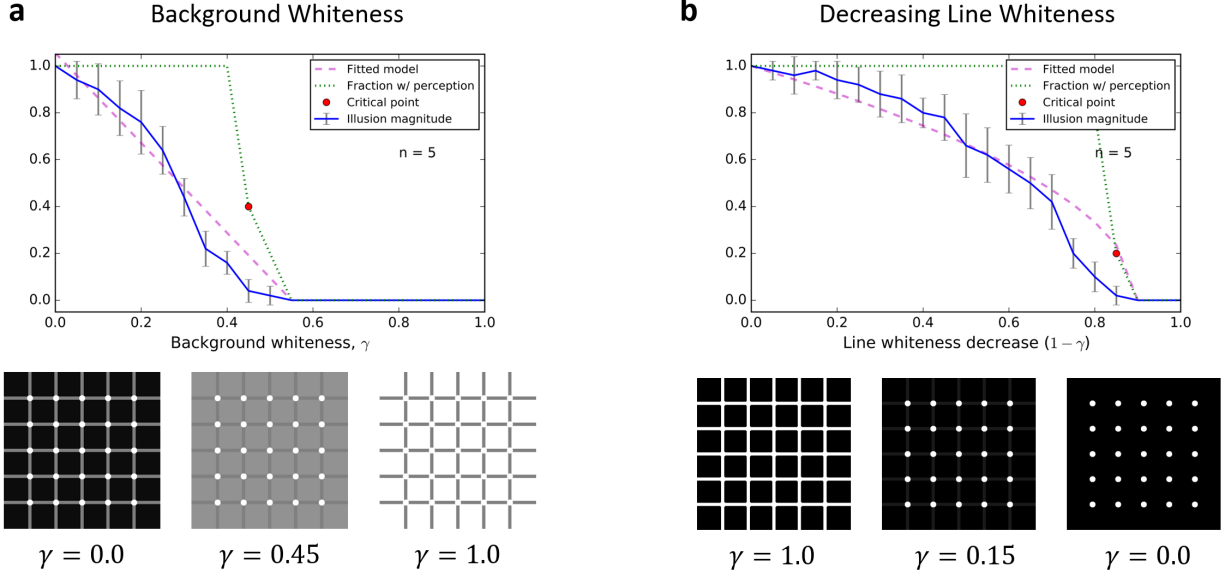 a
Background Whiteness
1.0
0.8
0.6
0.4
0.2
0.0
Fitted model
Fraction w/ perception
Critical point
Illusion magnitude
n = 5
0.0 0.2 0.4 0.6 0.8 1.0
Background whiteness, γ
γ = 0.0
γ = 0.45
γ = 1.0
b
Decreasing Line Whiteness
1.0
0.8
0.6
0.4
0.2
0.0
Fitted model
Fraction w/ perception
Critical point
Illusion magnitude
n = 5
0.0 0.2 0.4 0.6 0.8 1.0
Line whiteness decrease (1 − γ)
γ = 1.0
γ = 0.15
γ = 0.0